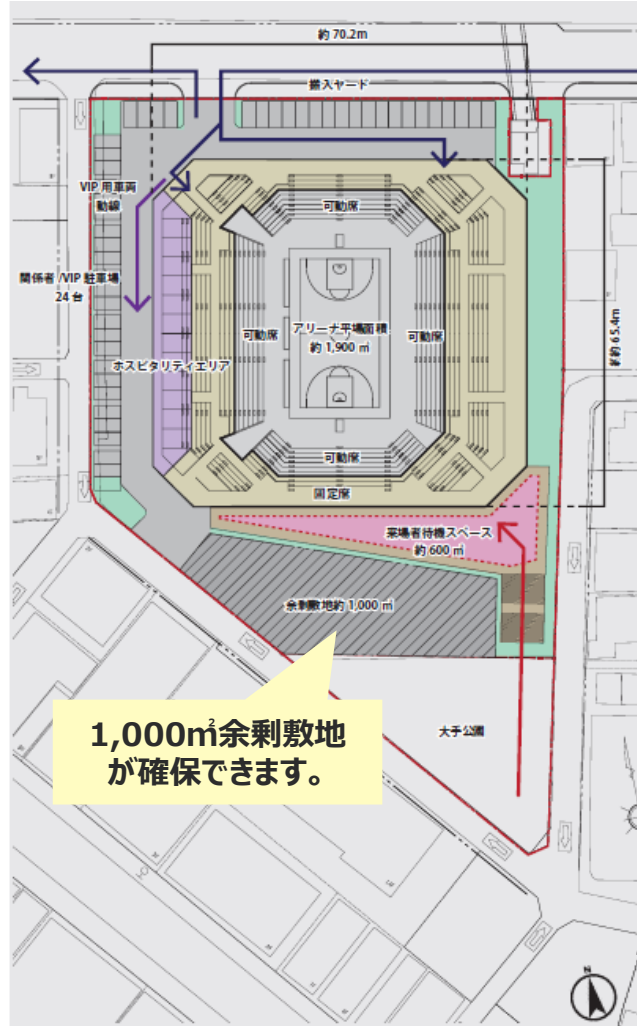 約 70.2m
搬入ヤード
VIP 用車両
動線
可動席
関係者 /VIP 駐車場
24 台
約 65.4m
可動席
アリーナ平場面積
約 1,900 ㎡
可動席
ホスピタリティエリア
可動席
固定席
来場者待機スペース
約 600 ㎡
余剰敷地約 1,000 ㎡
1,000㎡余剰敷地
が確保できます。
大手公園